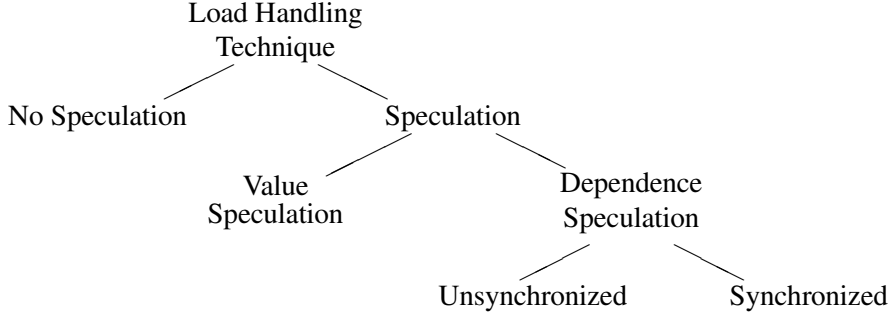 Load Handling
Technique
No Speculation
Speculation
Value
Speculation
Dependence
Speculation
Unsynchronized
Synchronized